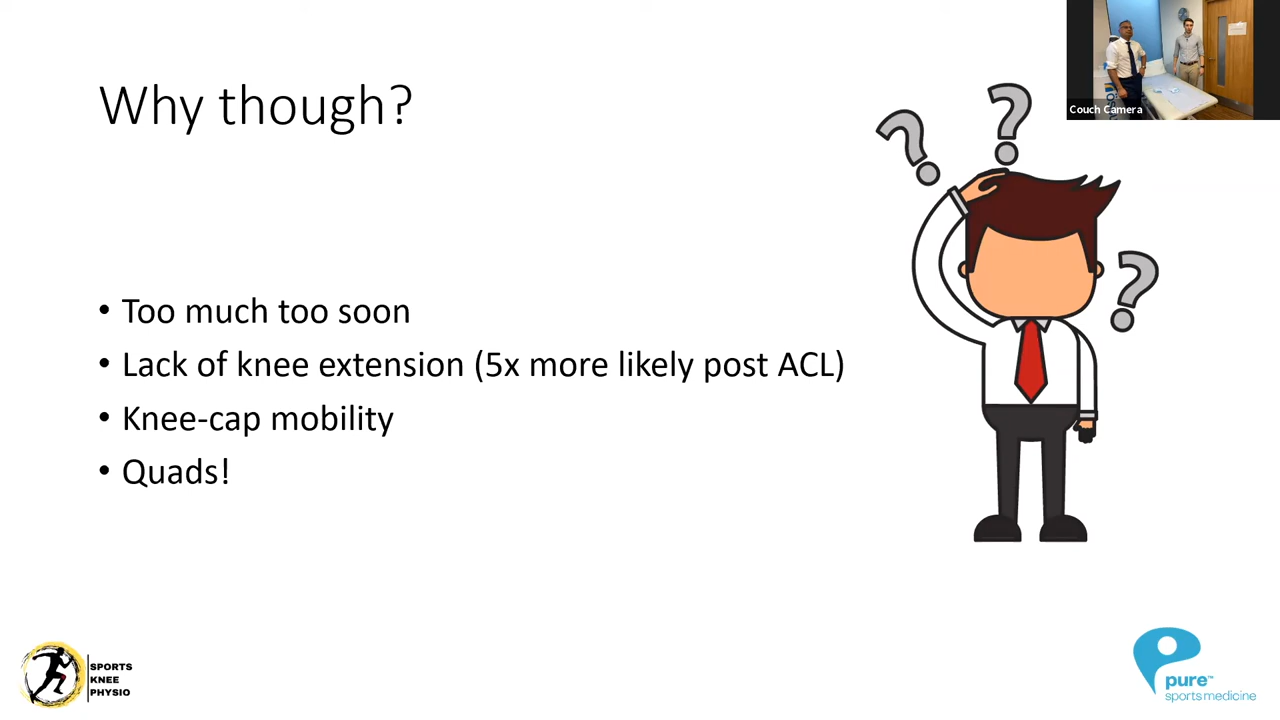 Why though?
Couch Camera
• Too much too soon
• Lack of knee extension (5x more likely post ACL)
• Knee-cap mobility
• Quads!
SPORTS
KNEE
PHYSIO
pure™
sportsmedicine